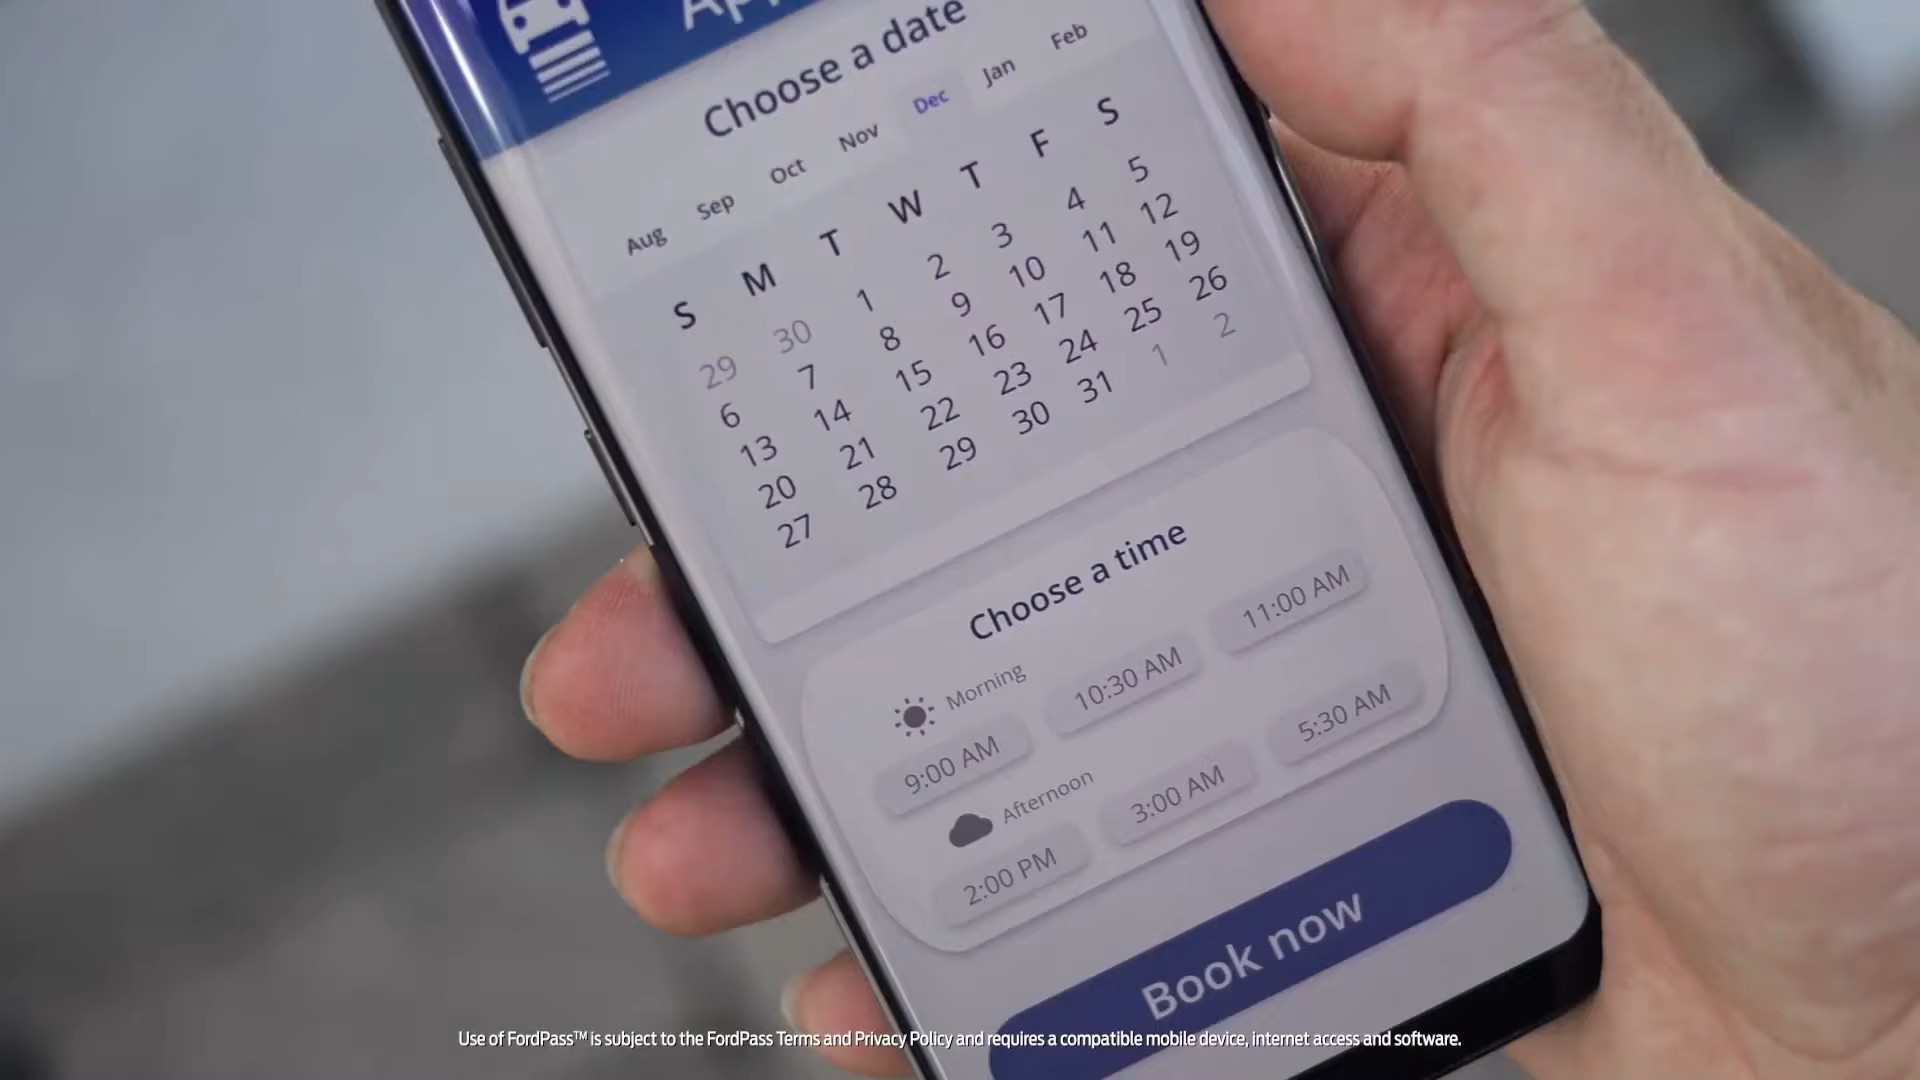 Choose a date
Aug Sep Oct Nov Dec Jan Feb
S M T W T F S
29 30 1 2 3 4 5
6 7 8 9 10 11 12
13 14 15 16 17 18 19
20 21 22 23 24 25 26
27 28 29 30 31 1 2
Choose a time
Morning
9:00 AM 10:30 AM 11:00 AM
Afternoon
2:00 PM 3:00 AM 5:30 AM
Book now
Use of FordPass™ is subject to the FordPass Terms and Privacy Policy and requires a compatible mobile device, internet access and software.